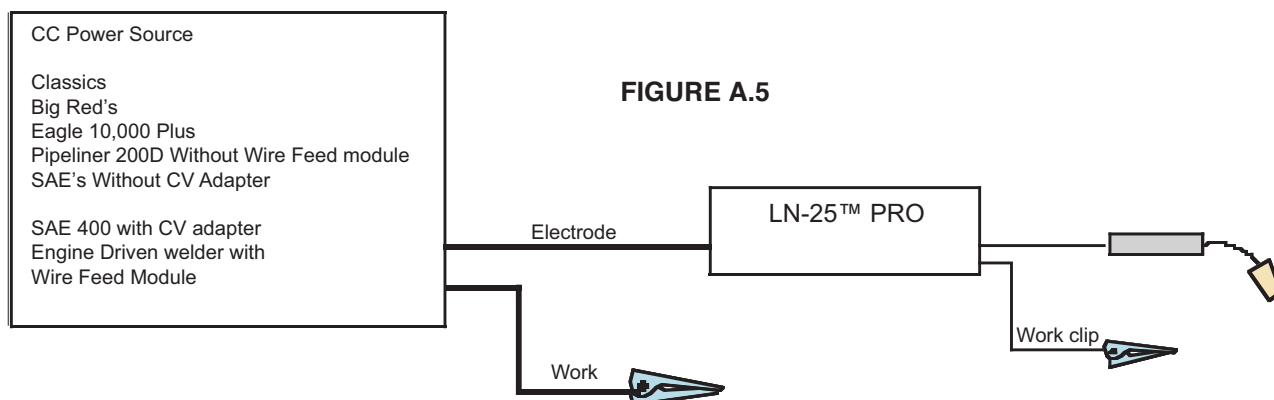 CC Power Source
Classics
Big Red's
Eagle 10,000 Plus
Pipeliner 200D Without Wire Feed module
SAE's Without CV Adapter
SAE 400 with CV adapter
Engine Driven welder with
Wire Feed Module
FIGURE A.5
Electrode
LN-25™ PRO
Work clip
Work